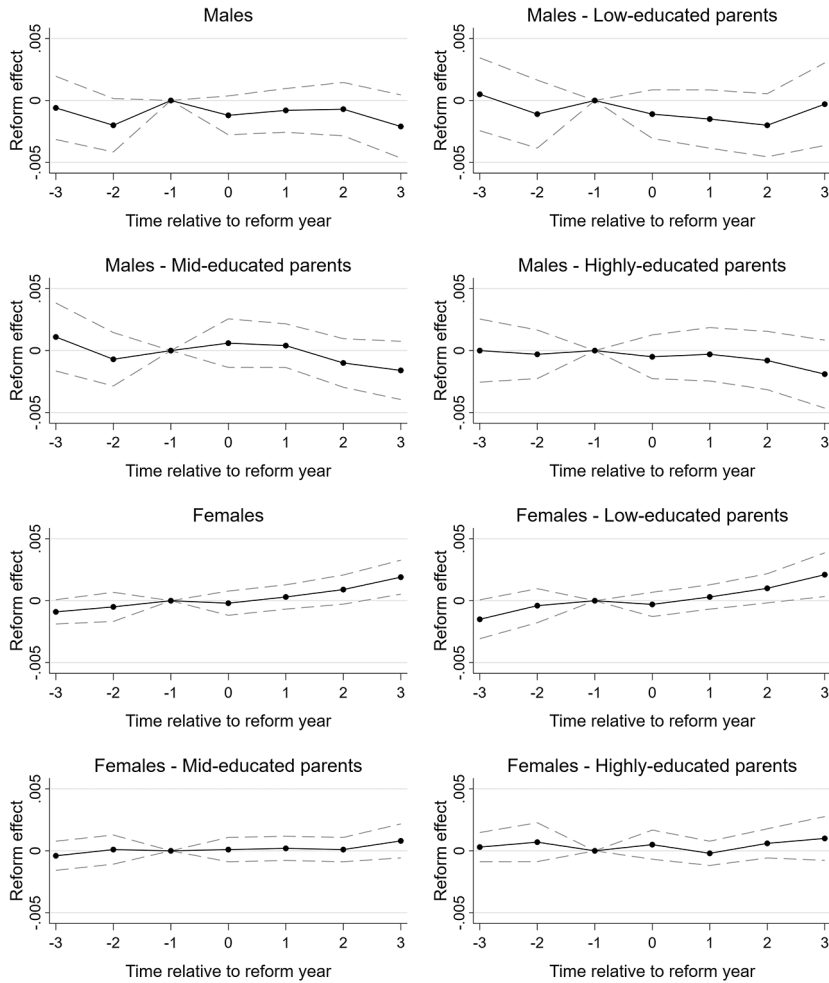 Males
Reform effect
.005
0
-.005
-3 -2 -1 0 1 2 3
Time relative to reform year
Males - Low-educated parents
Reform effect
.005
0
-.005
-3 -2 -1 0 1 2 3
Time relative to reform year
Males - Mid-educated parents
Reform effect
.005
0
-.005
-3 -2 -1 0 1 2 3
Time relative to reform year
Males - Highly-educated parents
Reform effect
.005
0
-.005
-3 -2 -1 0 1 2 3
Time relative to reform year
Females
Reform effect
.005
0
-.005
-3 -2 -1 0 1 2 3
Time relative to reform year
Females - Low-educated parents
Reform effect
.005
0
-.005
-3 -2 -1 0 1 2 3
Time relative to reform year
Females - Mid-educated parents
Reform effect
.005
0
-.005
-3 -2 -1 0 1 2 3
Time relative to reform year
Females - Highly-educated parents
Reform effect
.005
0
-.005
-3 -2 -1 0 1 2 3
Time relative to reform year